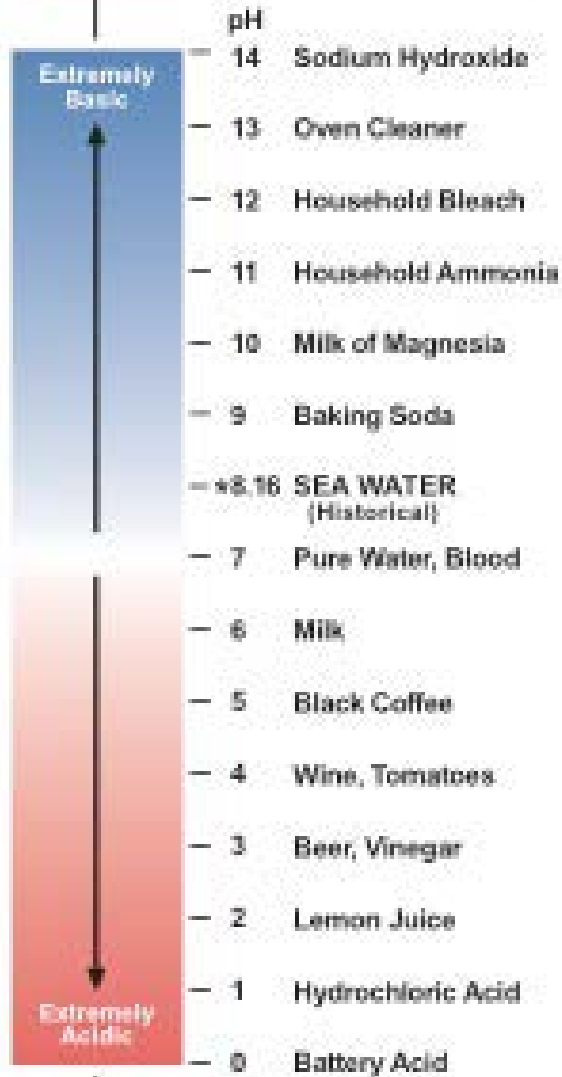 pH
Extremely
Basic
14 Sodium Hydroxide
13 Oven Cleaner
12 Household Bleach
11 Household Ammonia
10 Milk of Magnesia
9 Baking Soda
*8.16 SEA WATER
(Historical)
7 Pure Water, Blood
6 Milk
5 Black Coffee
4 Wine, Tomatoes
3 Beer, Vinegar
2 Lemon Juice
1 Hydrochloric Acid
Extremely
Acidic
0 Battery Acid